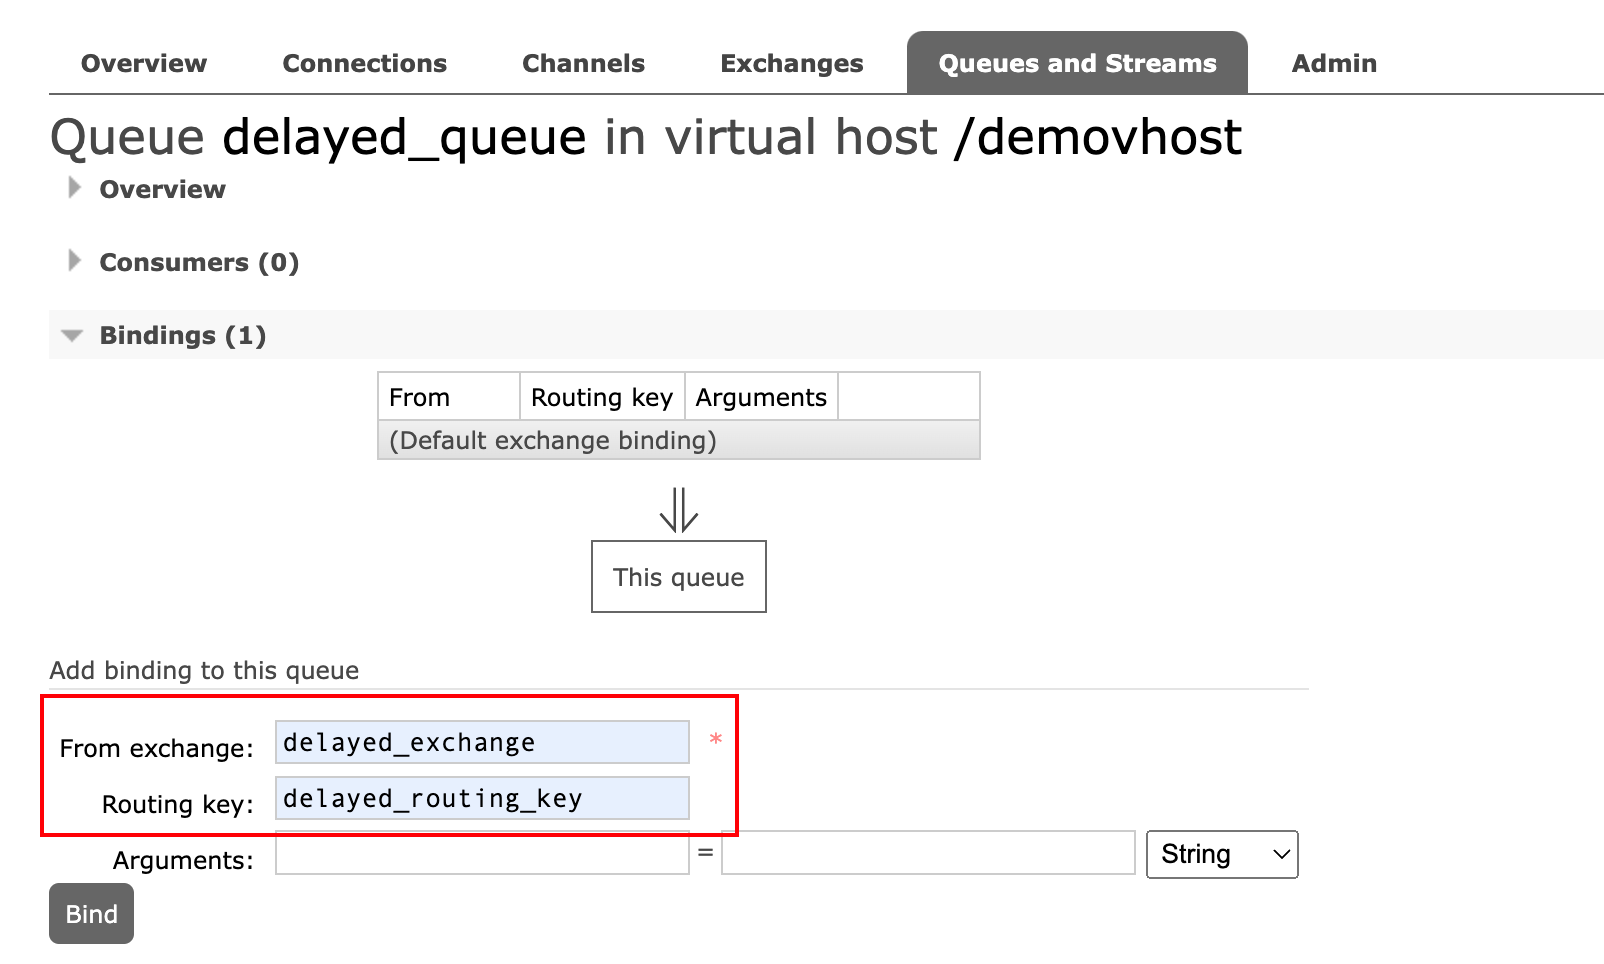 Overview Connections Channels Exchanges Queues and Streams Admin
Queue delayed_queue in virtual host /demovhost
Overview
Consumers (0)
Bindings (1)
From Routing key Arguments
(Default exchange binding)
⇓
This queue
Add binding to this queue
From exchange: delayed_exchange *
Routing key: delayed_routing_key
Arguments: = String
Bind